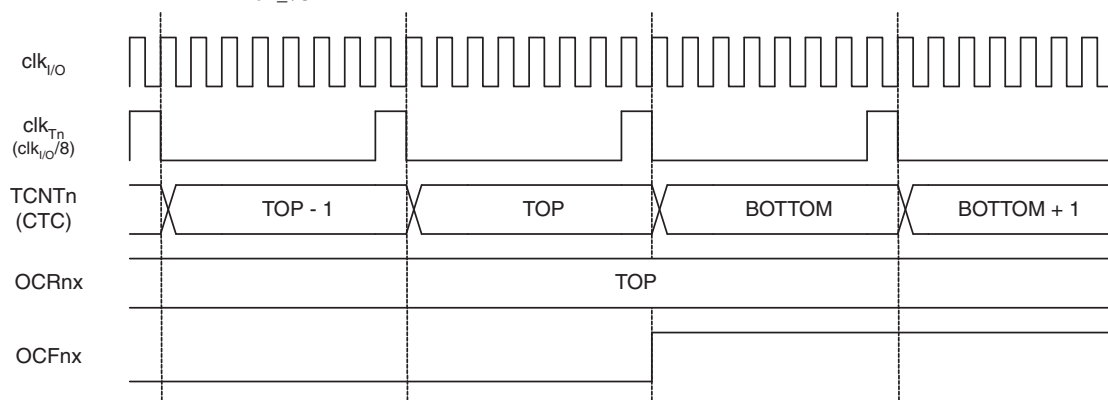 clkI/O
clkTn
(clkI/O/8)
TCNTn
(CTC)
TOP - 1
TOP
BOTTOM
BOTTOM + 1
OCRnx
TOP
OCFnx